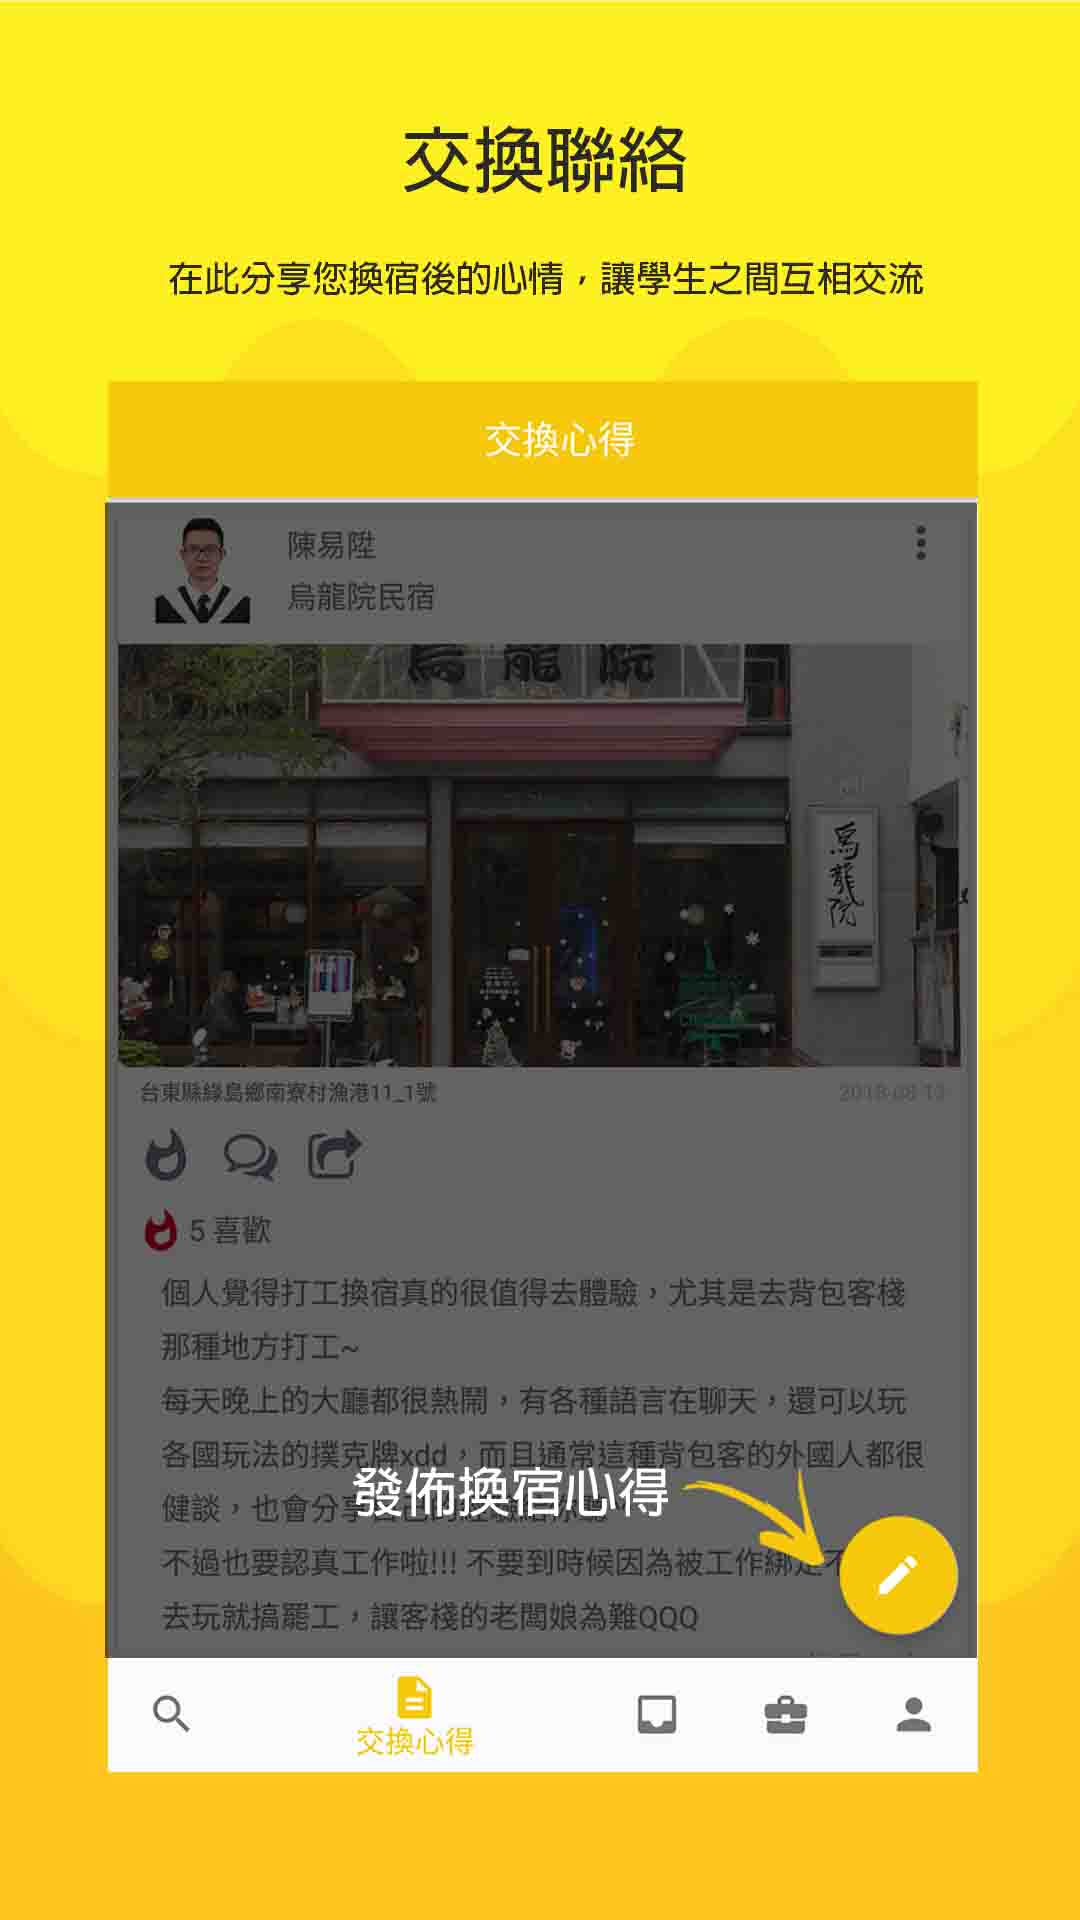 交換聯絡
在此分享您換宿後的心情，讓學生之間互相交流
交換心得
陳易陞
烏龍院民宿
烏龍院
烏龍院
台東縣綠島鄉南寮村漁港11_1號
2018-08-13
5 喜歡
個人覺得打工換宿真的很值得去體驗，尤其是去背包客棧
那種地方打工~
每天晚上的大廳都很熱鬧，有各種語言在聊天，還可以玩
各國玩法的撲克牌xdd，而且通常這種背包客的外國人都很
健談，也會分享自己的經驗給你聽
發佈換宿心得
不過也要認真工作啦!!! 不要到時候因為被工作綁定不
去玩就搞罷工，讓客棧的老闆娘為難QQQ
交換心得